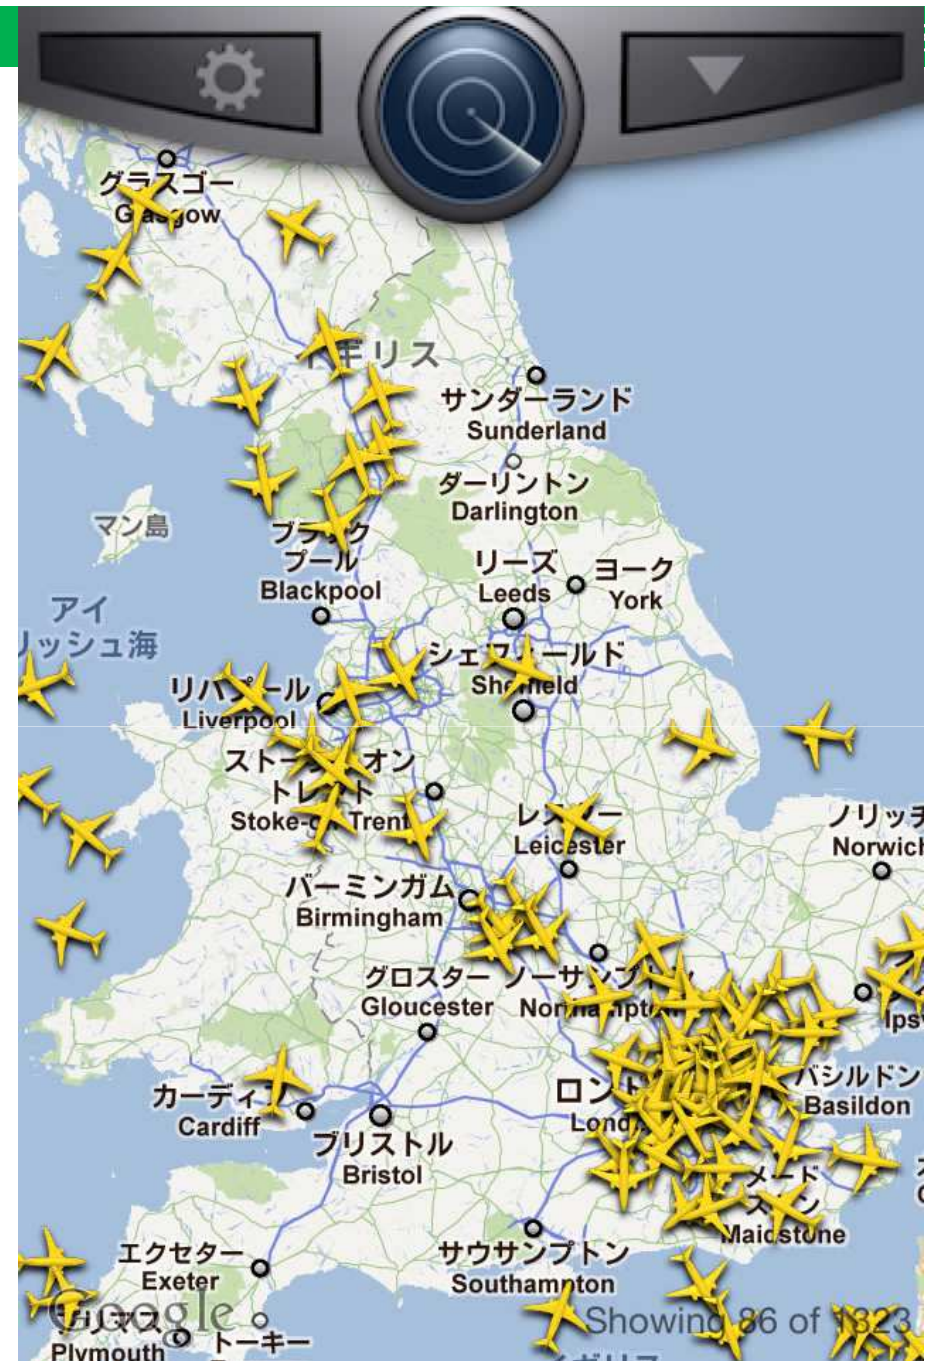 グラスゴー
Glasgow
イギリス
サンダーランド
Sunderland
ダーリントン
Darlington
マン島
ブラック
プール
Blackpool
リーズ
Leeds
ヨーク
York
アイ
リッシュ海
シェフィールド
Sheffield
リバプール
Liverpool
ストーク オン
トレント
Stoke-on Trent
レスター
Leicester
ノリッチ
Norwich
バーミンガム
Birmingham
グロスター
Gloucester
ノーサンプトン
Northampton
Ips
カーディフ
Cardiff
ロンド
Lond
バシルドン
Basildon
ブリストル
Bristol
メード
ストン
Maidstone
エクセター
Exeter
サウサンプトン
Southampton
Google
Showing 86 of 1323
プリマス
Plymouth
トーキー
イギリス